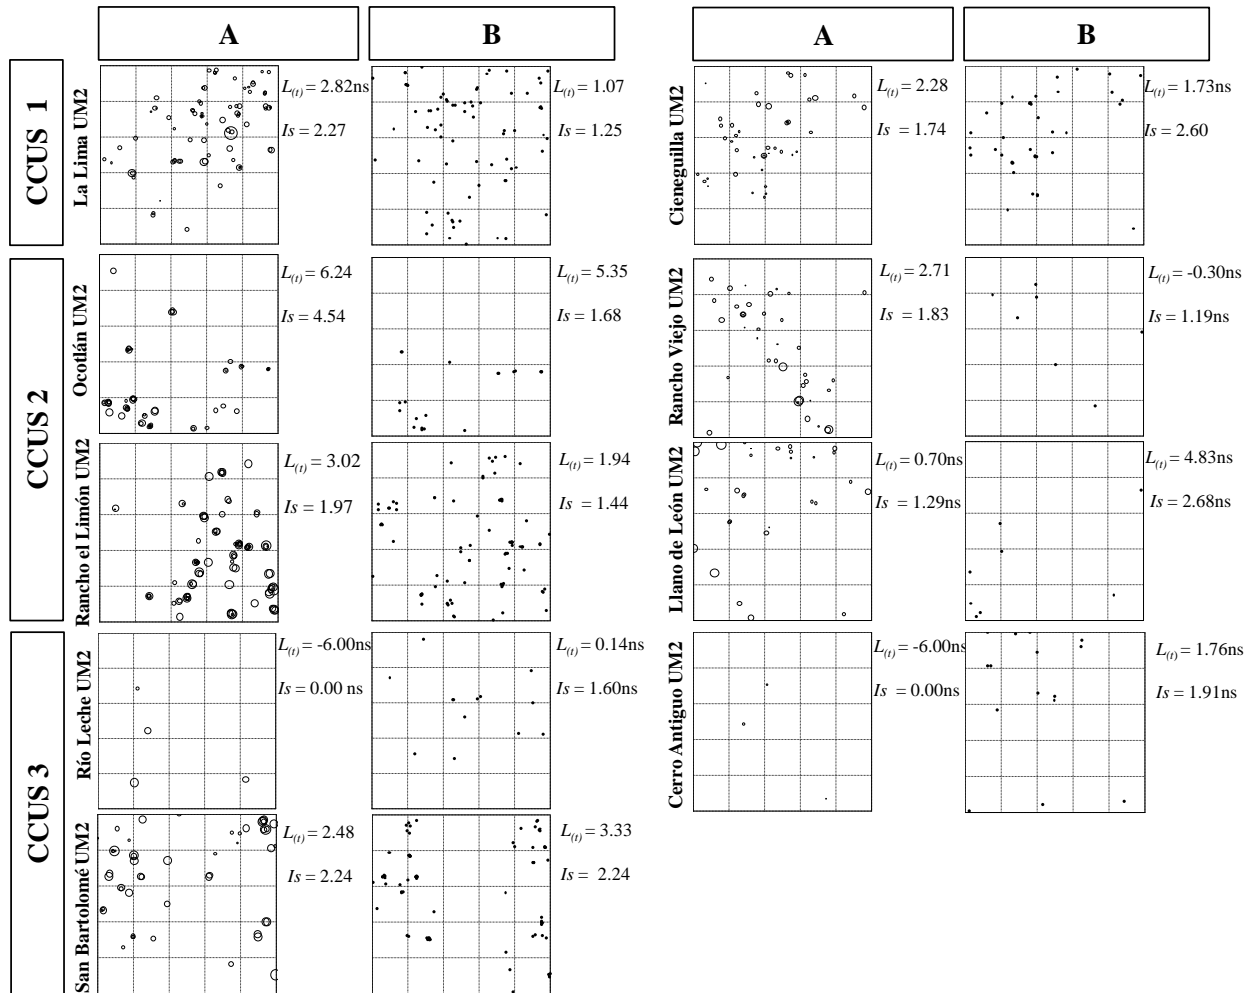 A
B
A
B
CCUS 1
La Lima UM2
L(t) = 2.82ns
Is = 2.27
L(t) = 1.07
Is = 1.25
Cieneguilla UM2
L(t) = 2.28
Is = 1.74
L(t) = 1.73ns
Is = 2.60
CCUS 2
Ocotlán UM2
L(t) = 6.24
Is = 4.54
L(t) = 5.35
Is = 1.68
Rancho Viejo UM2
L(t) = 2.71
Is = 1.83
L(t) = -0.30ns
Is = 1.19ns
Rancho el Limón UM2
L(t) = 3.02
Is = 1.97
L(t) = 1.94
Is = 1.44
Llano de León UM2
L(t) = 0.70ns
Is = 1.29ns
L(t) = 4.83ns
Is = 2.68ns
CCUS 3
Río Leche UM2
L(t) = -6.00ns
Is = 0.00 ns
L(t) = 0.14ns
Is = 1.60ns
Cerro Antiguo UM2
L(t) = -6.00ns
Is = 0.00ns
L(t) = 1.76ns
Is = 1.91ns
San Bartolomé UM2
L(t) = 2.48
Is = 2.24
L(t) = 3.33
Is = 2.24